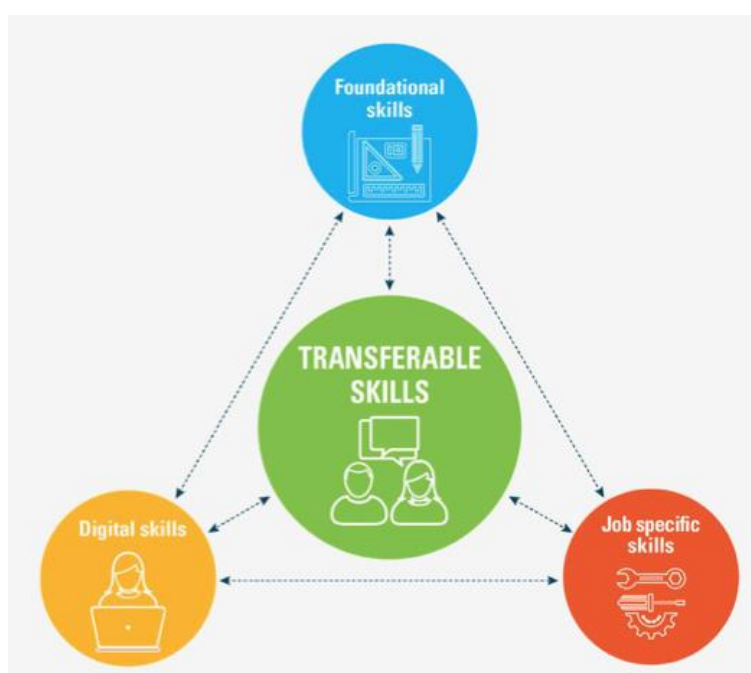 Foundational
skills
TRANSFERABLE
SKILLS
Digital skills
Job specific
skills